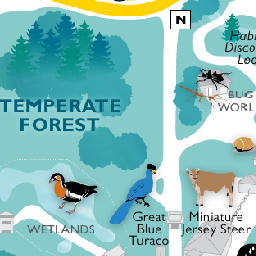 N
Habi
Disco
Loo
BUG
WORL
TEMPERATE
FOREST
WETLANDS
Great
Blue
Turaco
Miniature
Jersey Steer